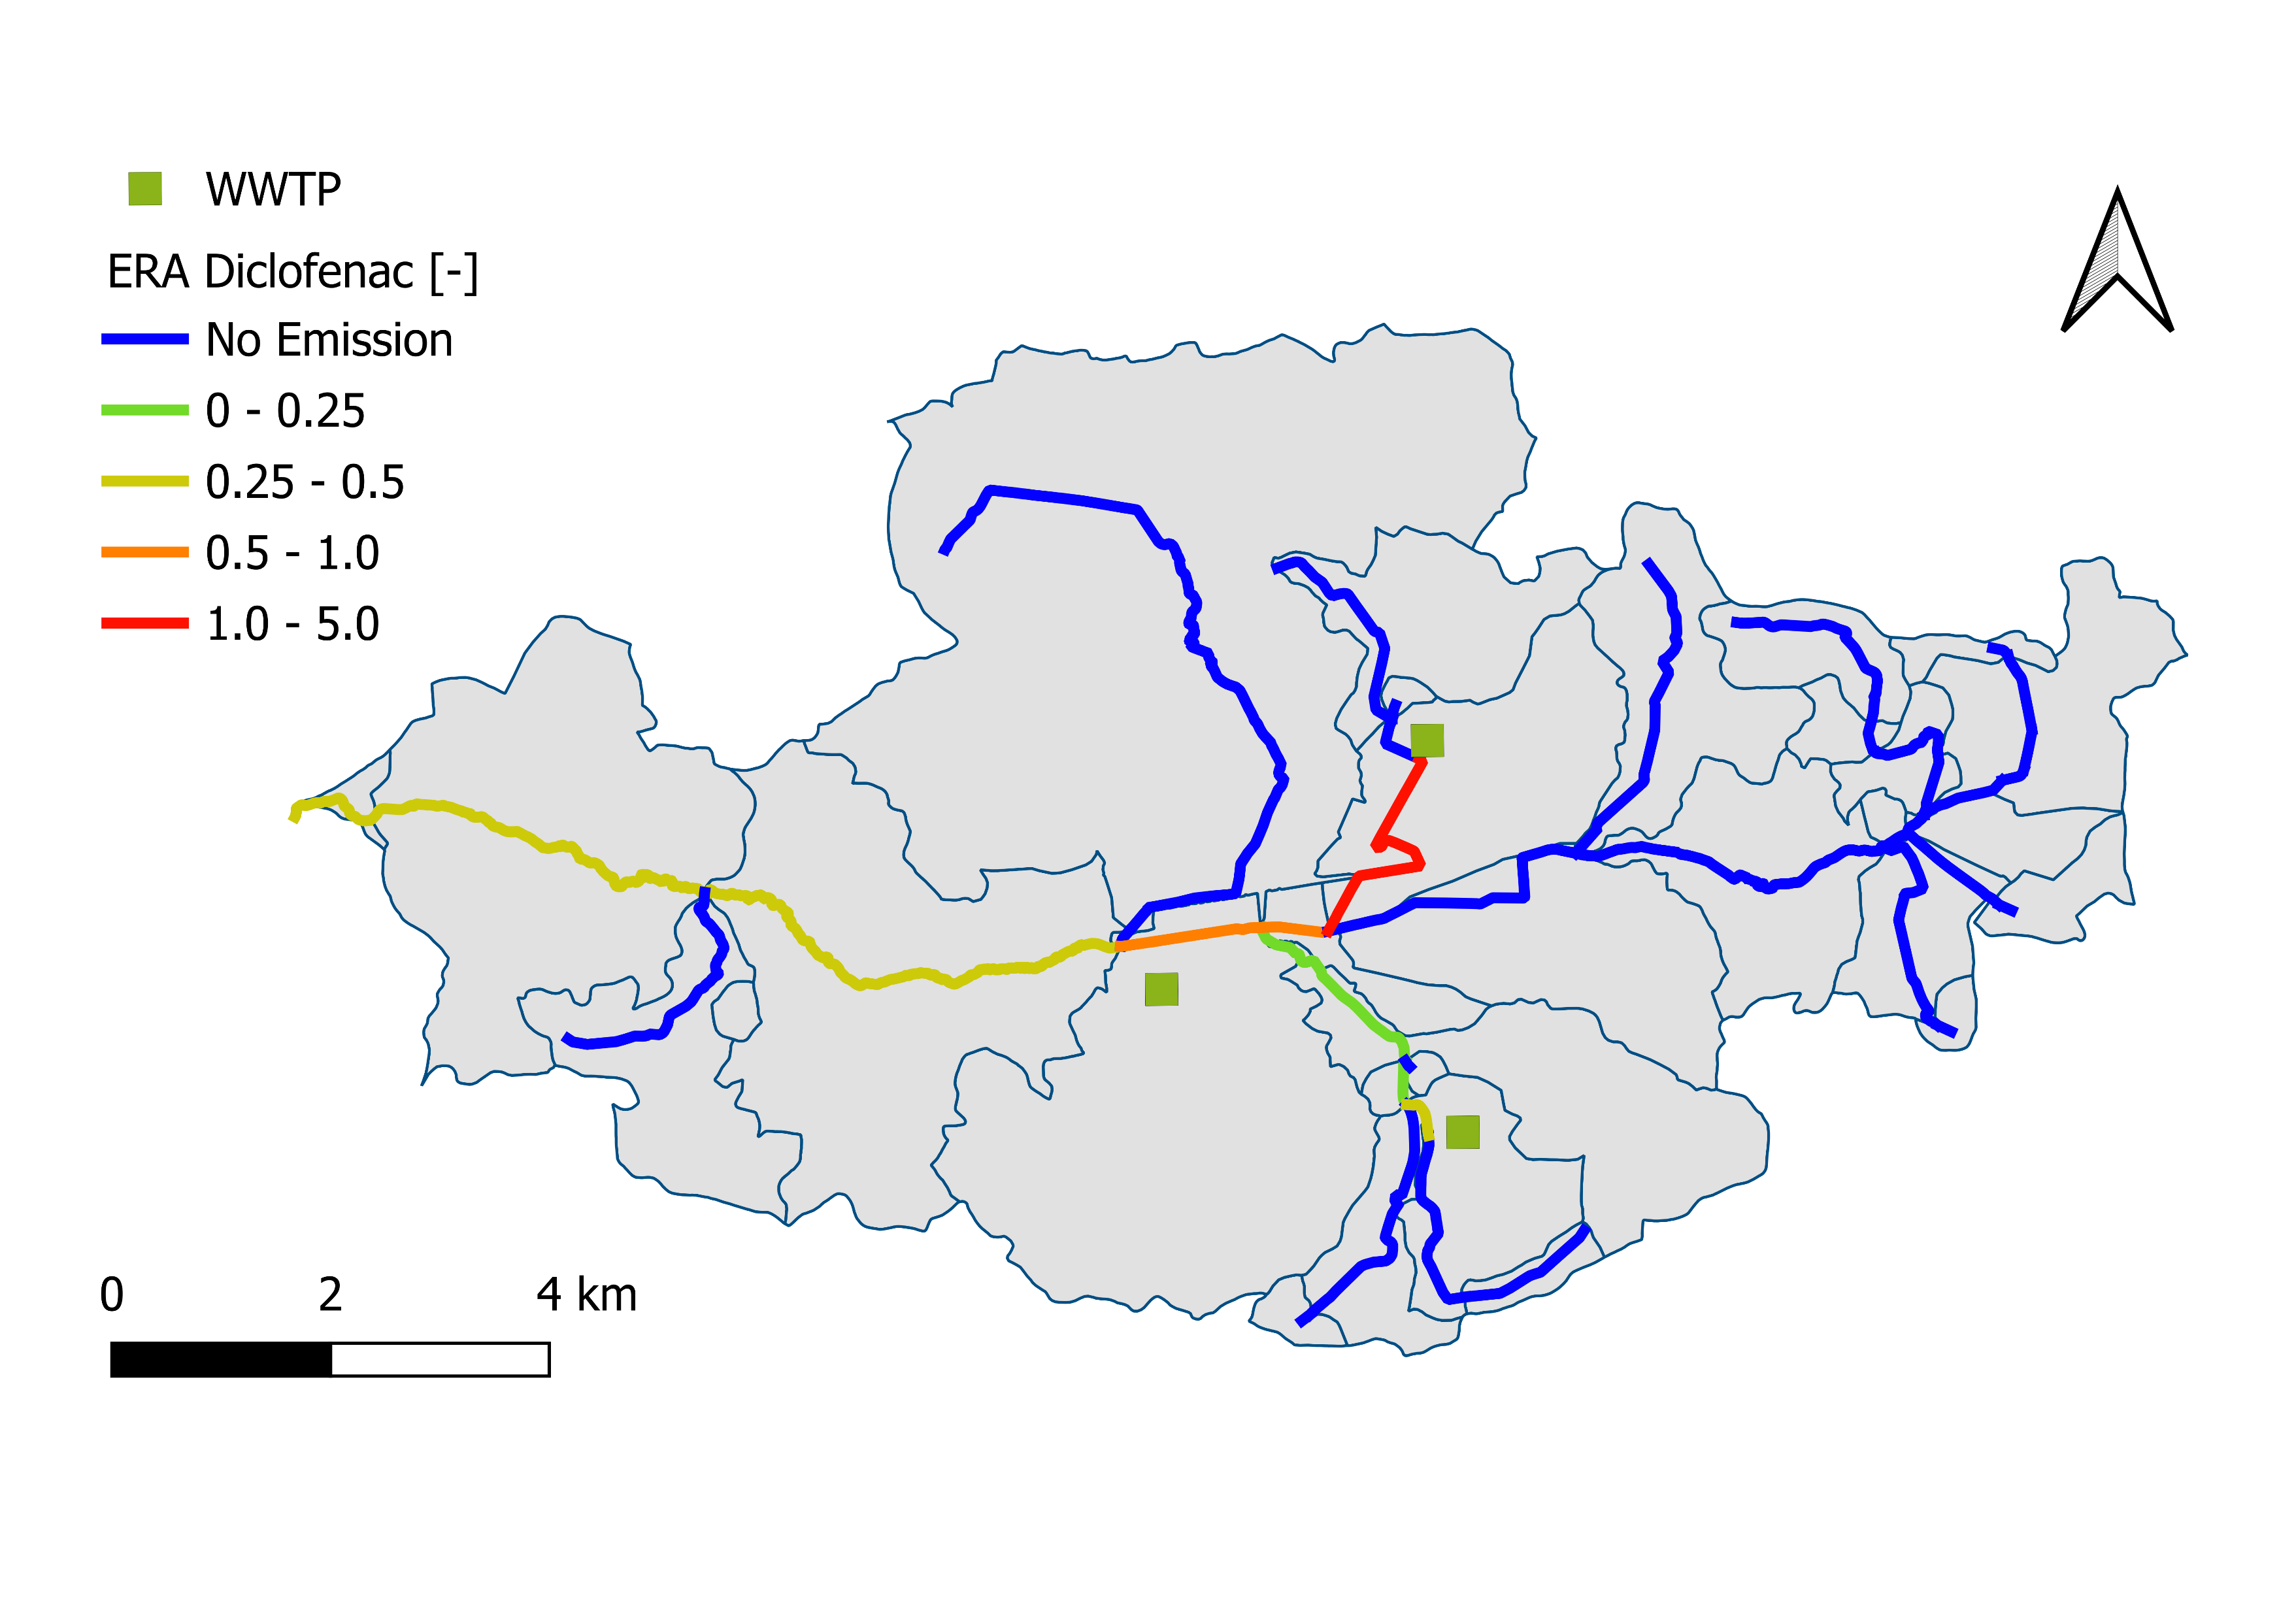 WWTP
ERA Diclofenac [-]
No Emission
0 - 0.25
0.25 - 0.5
0.5 - 1.0
1.0 - 5.0
0 2 4 km